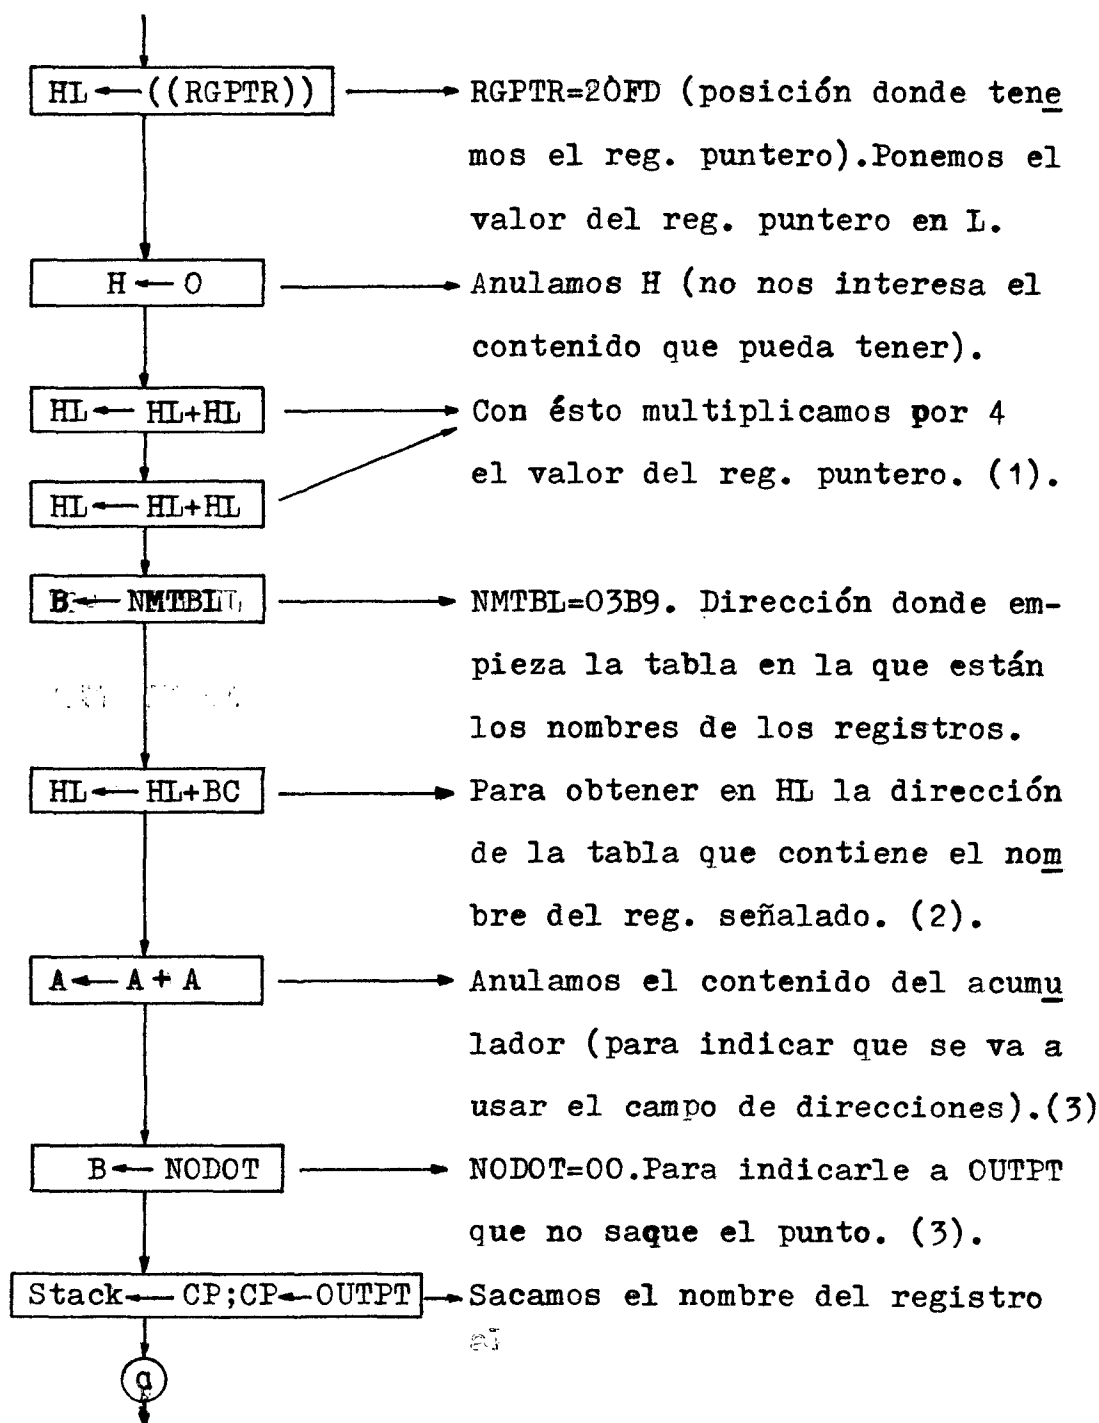 HL ← ((RGPTR)) → RGPTR=20FD (posición donde tene
mos el reg. puntero).Ponemos el
valor del reg. puntero en L.
H ← 0 → Anulamos H (no nos interesa el
contenido que pueda tener).
HL ← HL+HL → Con ésto multiplicamos por 4
el valor del reg. puntero. (1).
HL ← HL+HL
B ← NMTBL → NMTBL=03B9. Dirección donde em-
pieza la tabla en la que están
los nombres de los registros.
HL ← HL+BC → Para obtener en HL la dirección
de la tabla que contiene el nom
bre del reg. señalado. (2).
A ← A + A → Anulamos el contenido del acumu
lador (para indicar que se va a
usar el campo de direcciones).(3)
B ← NODOT → NODOT=00.Para indicarle a OUTPT
que no saque el punto. (3).
Stack ← CP;CP ← OUTPT → Sacamos el nombre del registro